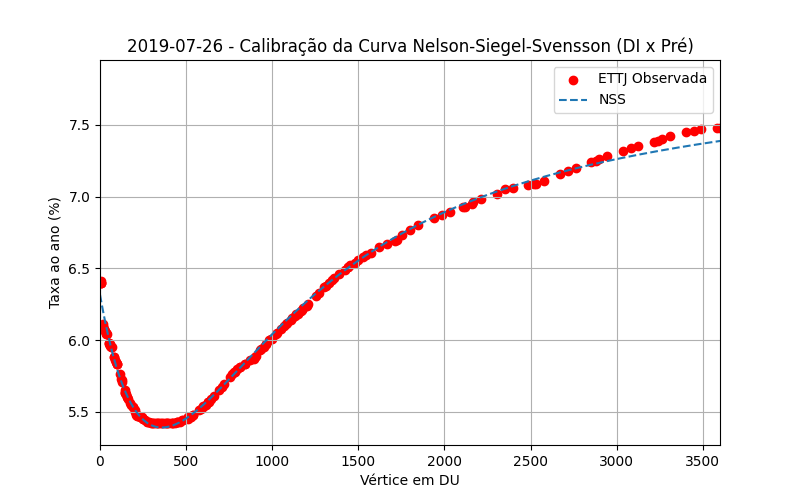 2019-07-26 - Calibração da Curva Nelson-Siegel-Svensson (DI x Pré)
ETTJ Observada
NSS
Taxa ao ano (%)
7.5
7.0
6.5
6.0
5.5
0 500 1000 1500 2000 2500 3000 3500
Vértice em DU